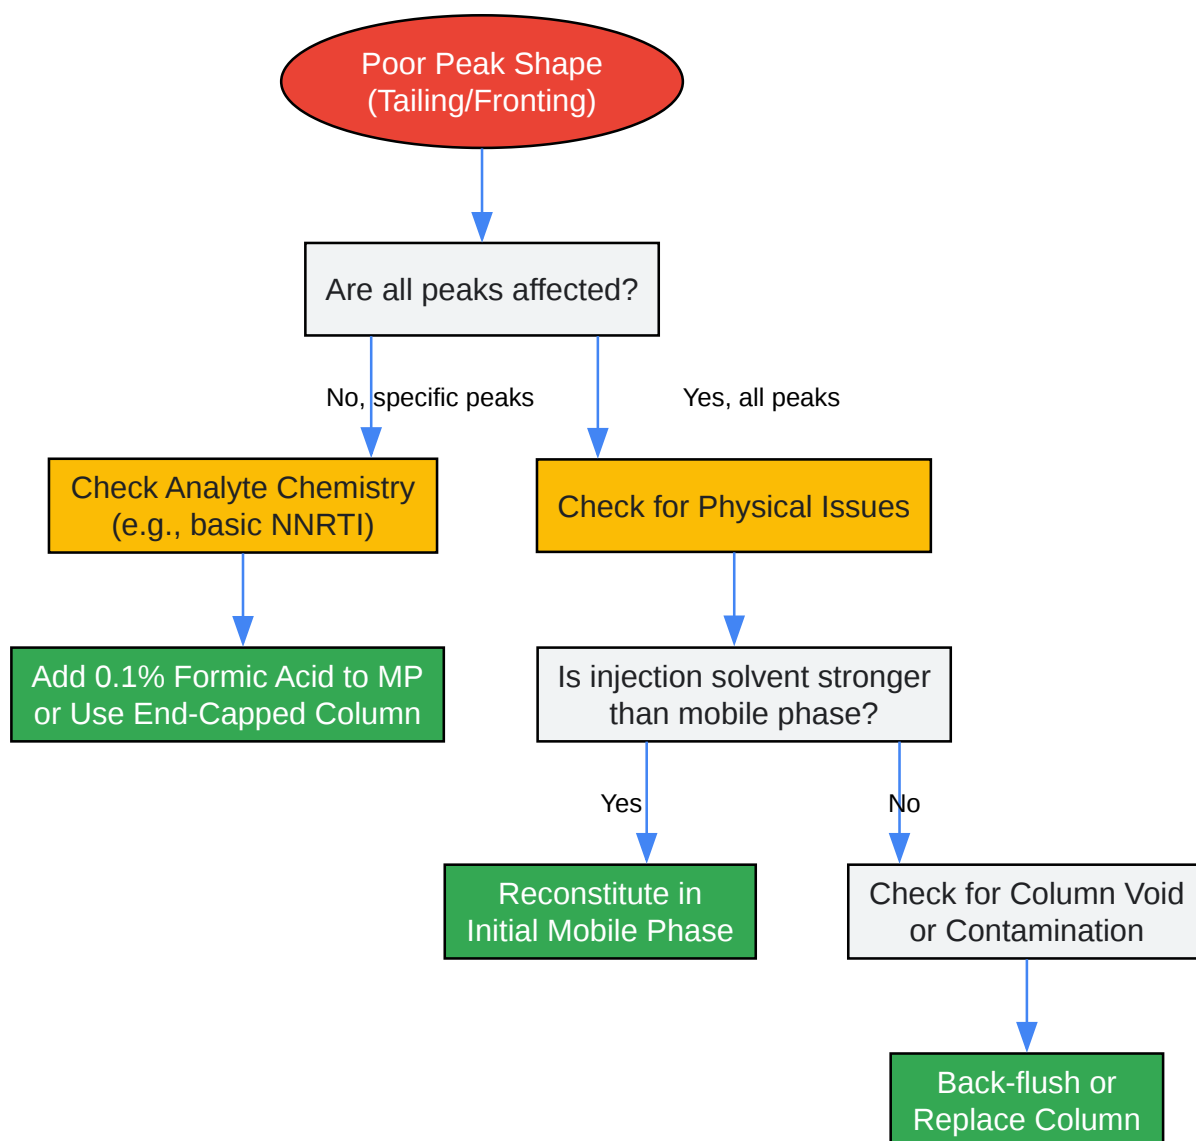 Poor Peak Shape
(Tailing/Fronting)
Are all peaks affected?
No, specific peaks
Yes, all peaks
Check Analyte Chemistry
(e.g., basic NNRTI)
Check for Physical Issues
Add 0.1% Formic Acid to MP
or Use End-Capped Column
Is injection solvent stronger
than mobile phase?
Yes
No
Reconstitute in
Initial Mobile Phase
Check for Column Void
or Contamination
Back-flush or
Replace Column